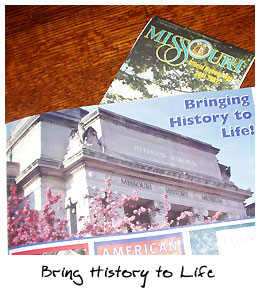 MISSOURI
Bringing
History to
Life!
JEFFERSON MEMORIAL
MISSOURI HISTORY MUSEUM
AMERICAN
Bring History to Life